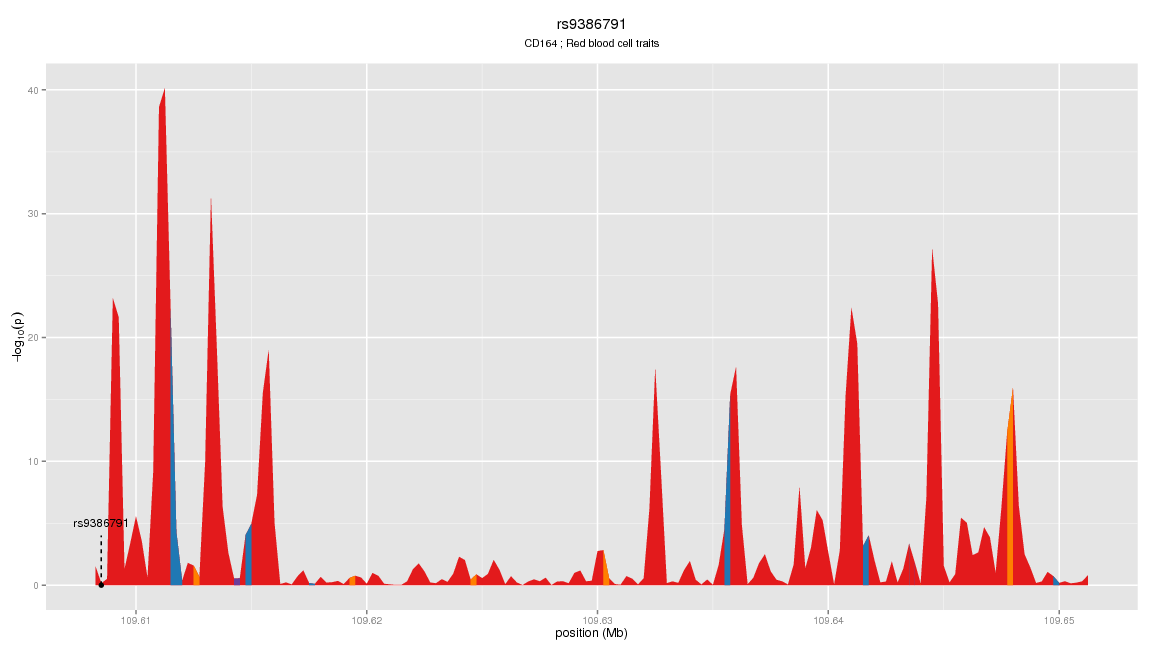 rs9386791
CD164 ; Red blood cell traits
40
30
20
10
0
−log10(p)
rs9386791
109.61
109.62
109.63
109.64
109.65
position (Mb)